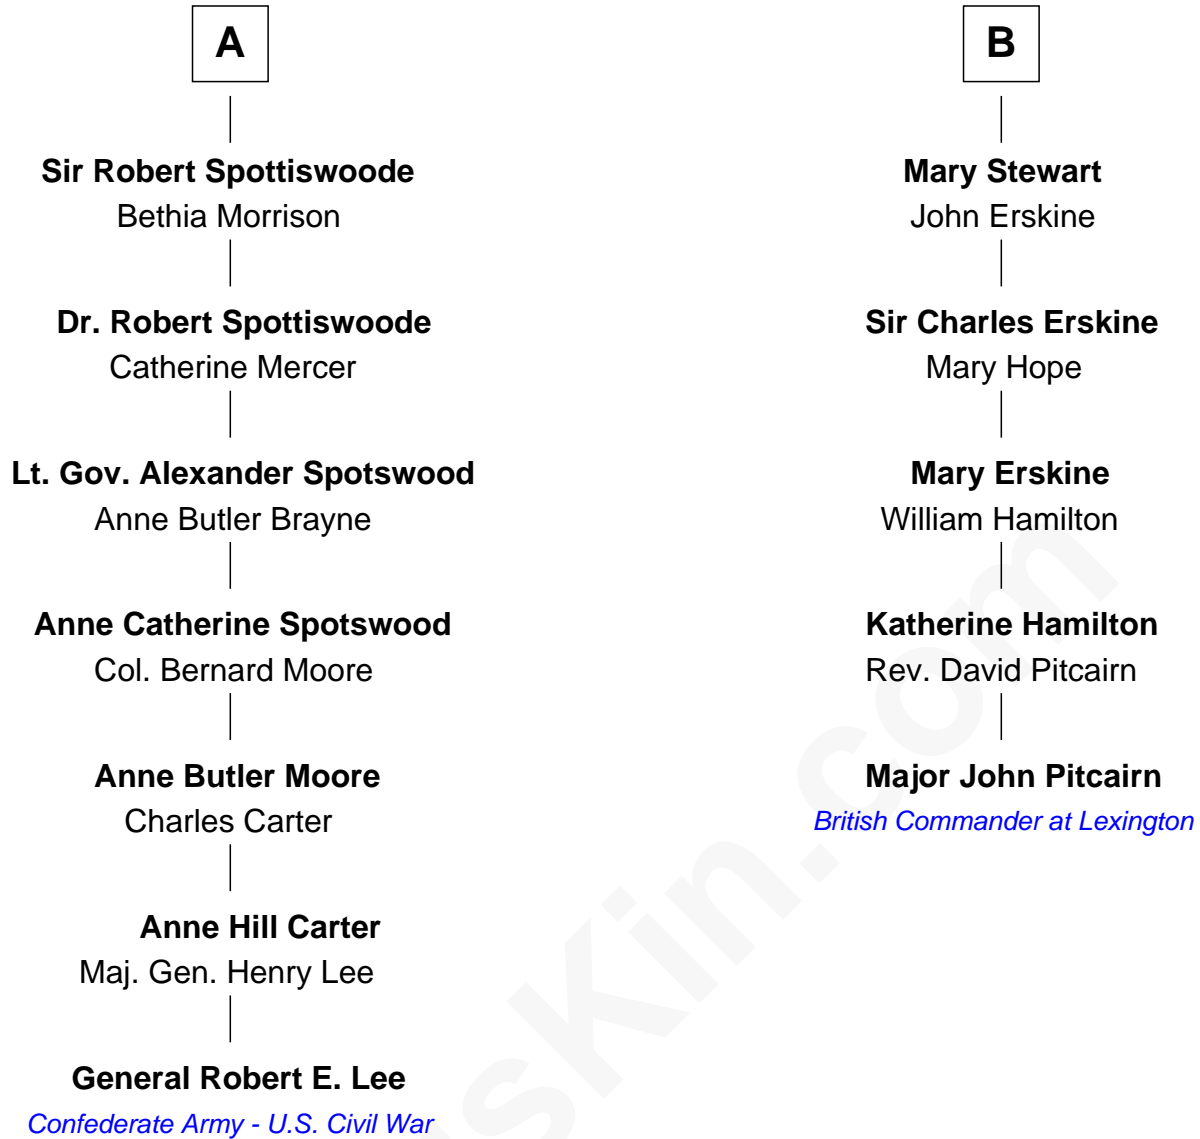 A
Sir Robert Spottiswoode
Bethia Morrison
Dr. Robert Spottiswoode
Catherine Mercer
Lt. Gov. Alexander Spotswood
Anne Butler Brayne
Anne Catherine Spotswood
Col. Bernard Moore
Anne Butler Moore
Charles Carter
Anne Hill Carter
Maj. Gen. Henry Lee
General Robert E. Lee
Confederate Army - U.S. Civil War
B
Mary Stewart
John Erskine
Sir Charles Erskine
Mary Hope
Mary Erskine
William Hamilton
Katherine Hamilton
Rev. David Pitcairn
Major John Pitcairn
British Commander at Lexington